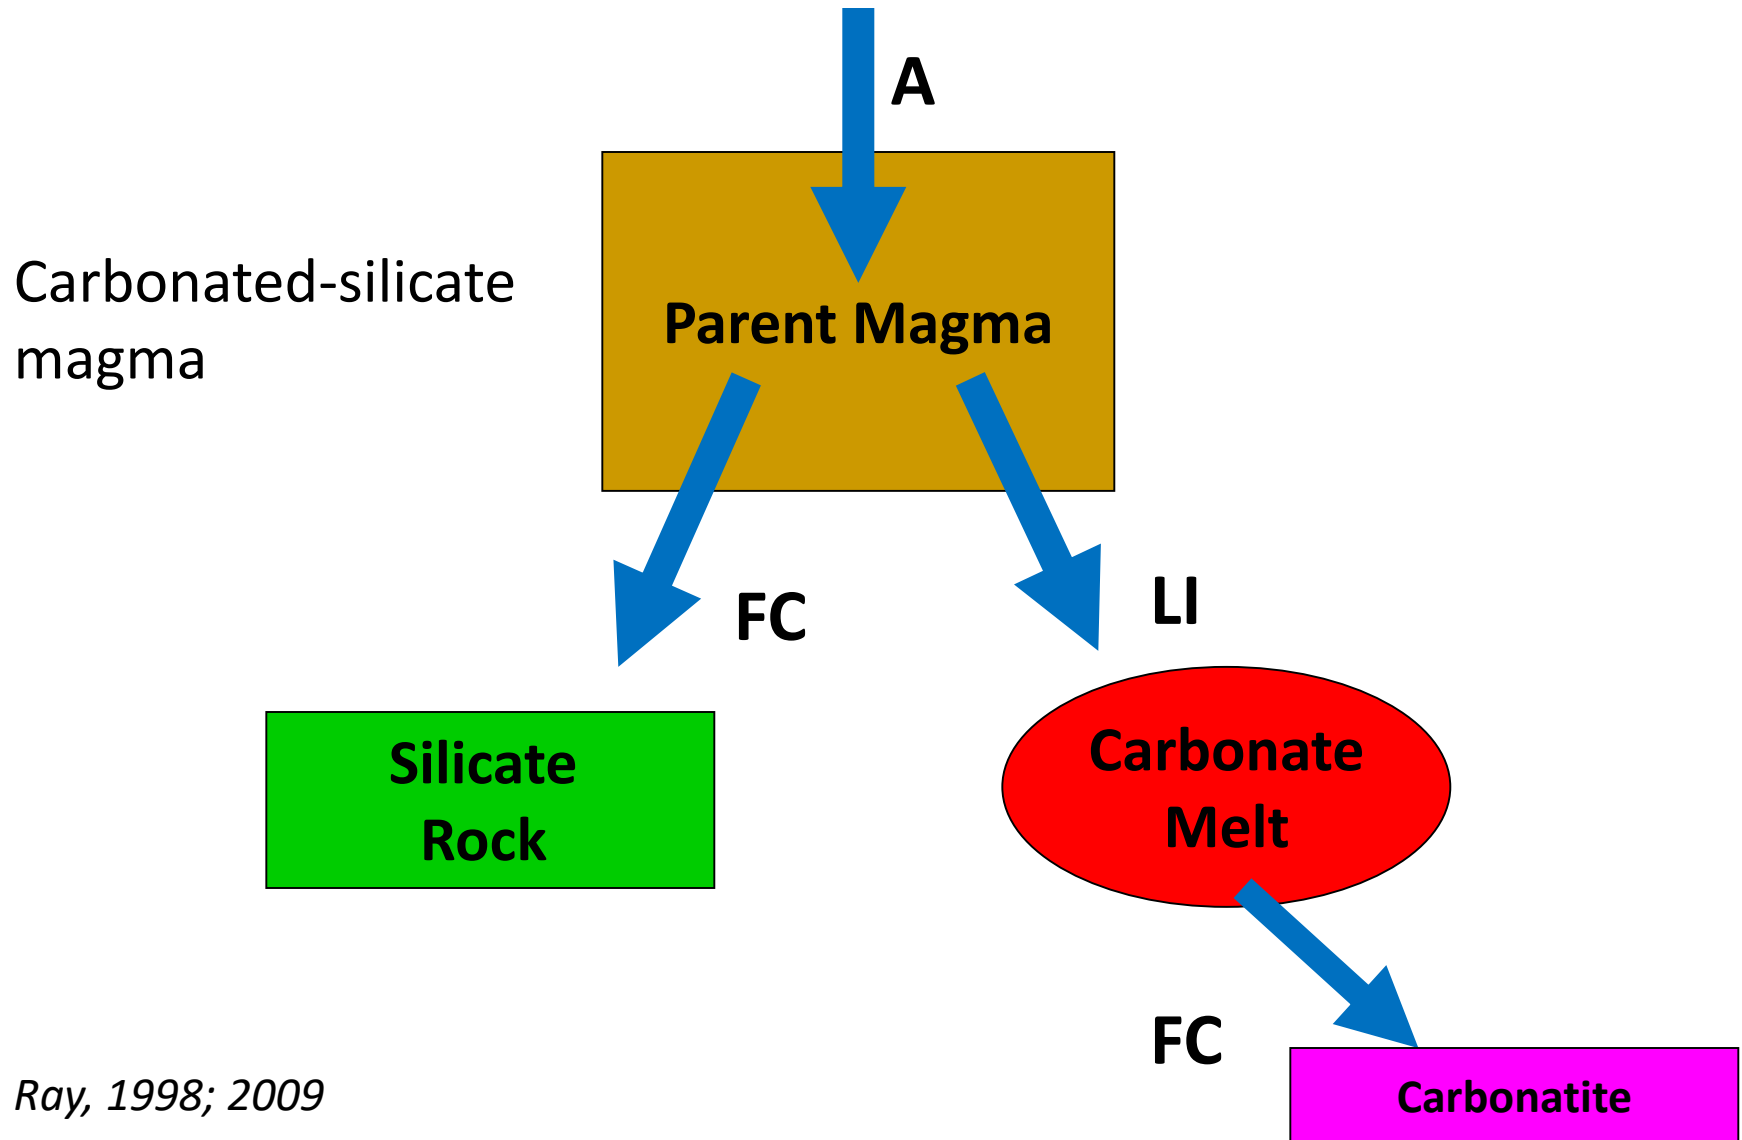 A
Carbonated-silicate
magma
Parent Magma
FC
LI
Silicate
Rock
Carbonate
Melt
FC
Carbonatite
Ray, 1998; 2009